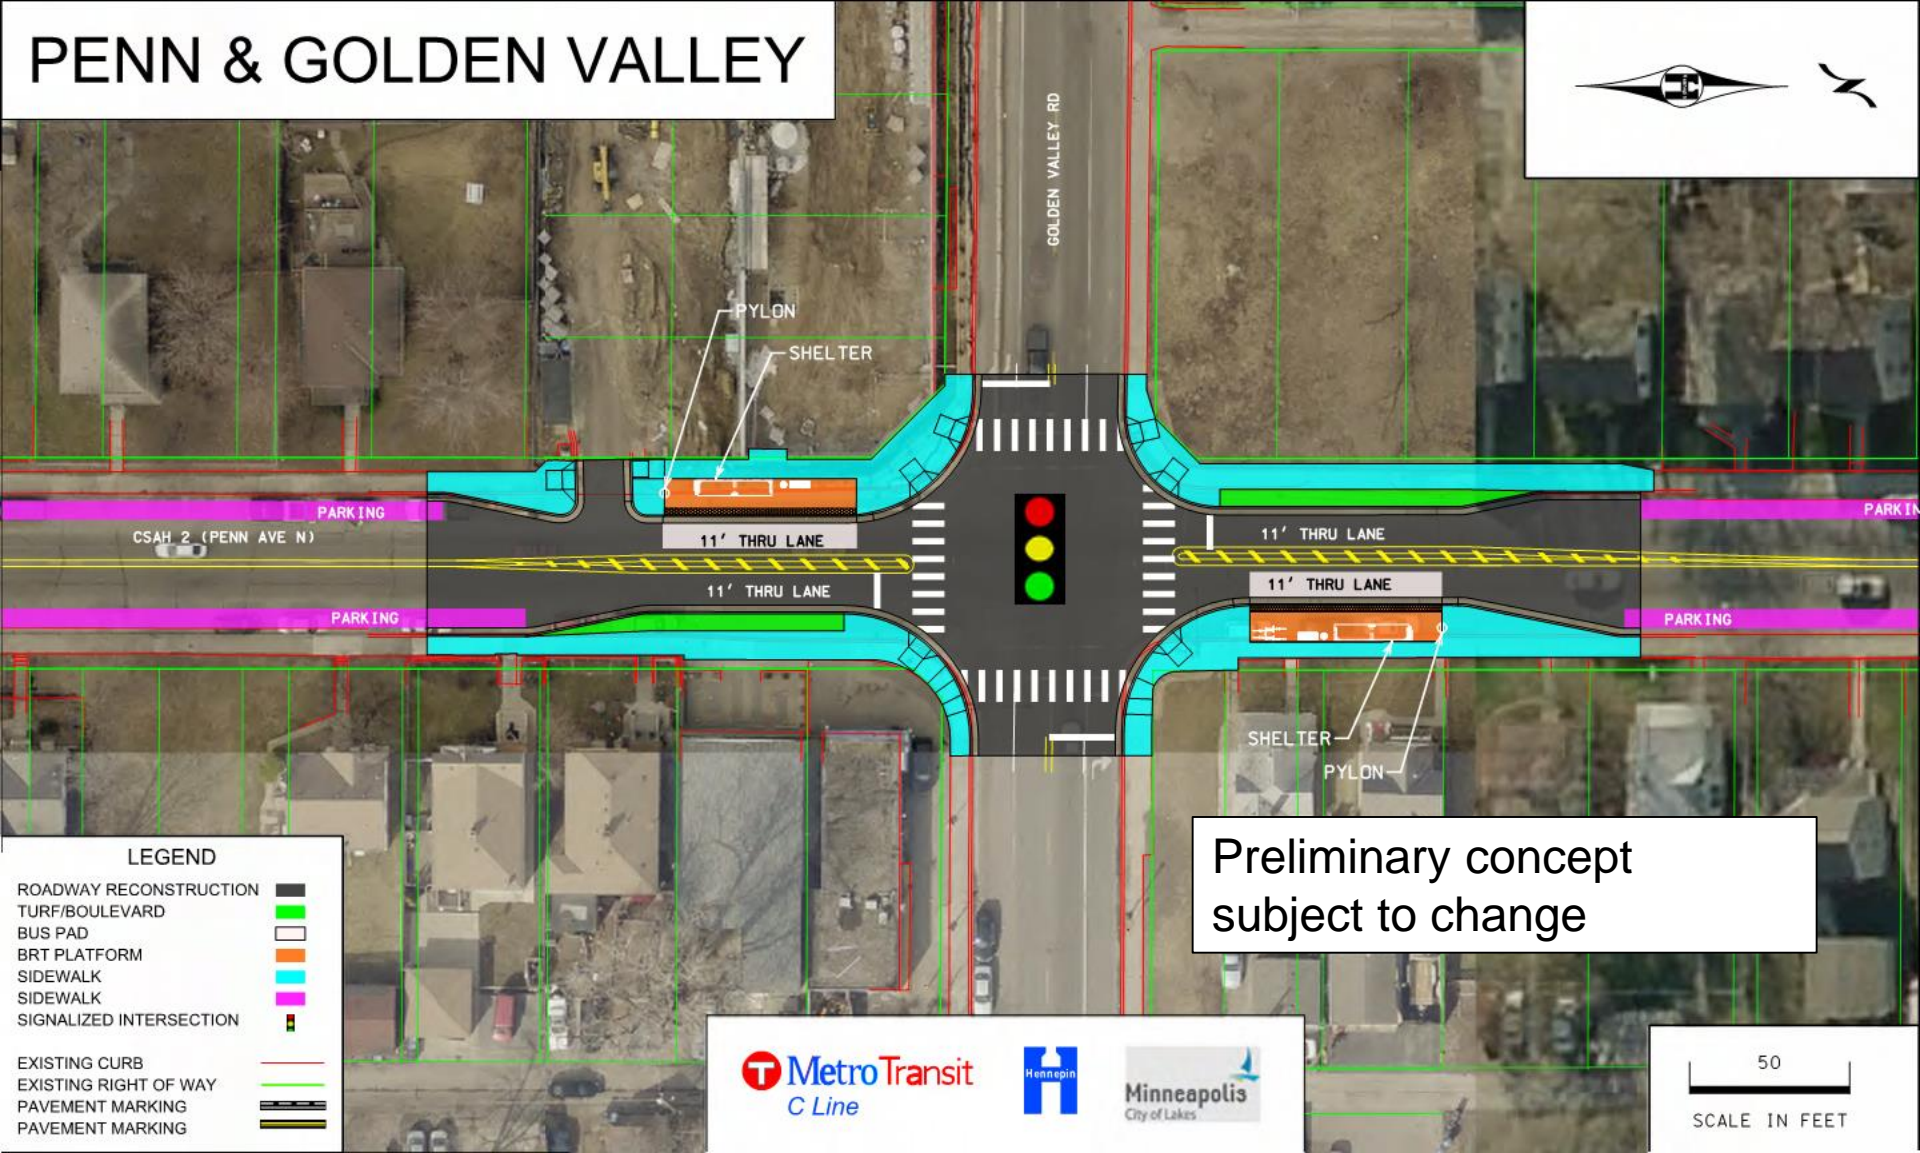 PENN & GOLDEN VALLEY
GOLDEN VALLEY RD
PYLON
SHELTER
PARKING
CSAH 2 (PENN AVE N)
11' THRU LANE
11' THRU LANE
PARKING
11' THRU LANE
PARKIN
11' THRU LANE
PARKING
SHELTER
PYLON
Preliminary concept
subject to change
LEGEND
ROADWAY RECONSTRUCTION
TURF/BOULEVARD
BUS PAD
BRT PLATFORM
SIDEWALK
SIDEWALK
SIGNALIZED INTERSECTION
EXISTING CURB
EXISTING RIGHT OF WAY
PAVEMENT MARKING
PAVEMENT MARKING
T MetroTransit
C Line
Hennepin
Minneapolis
City of Lakes
50
SCALE IN FEET